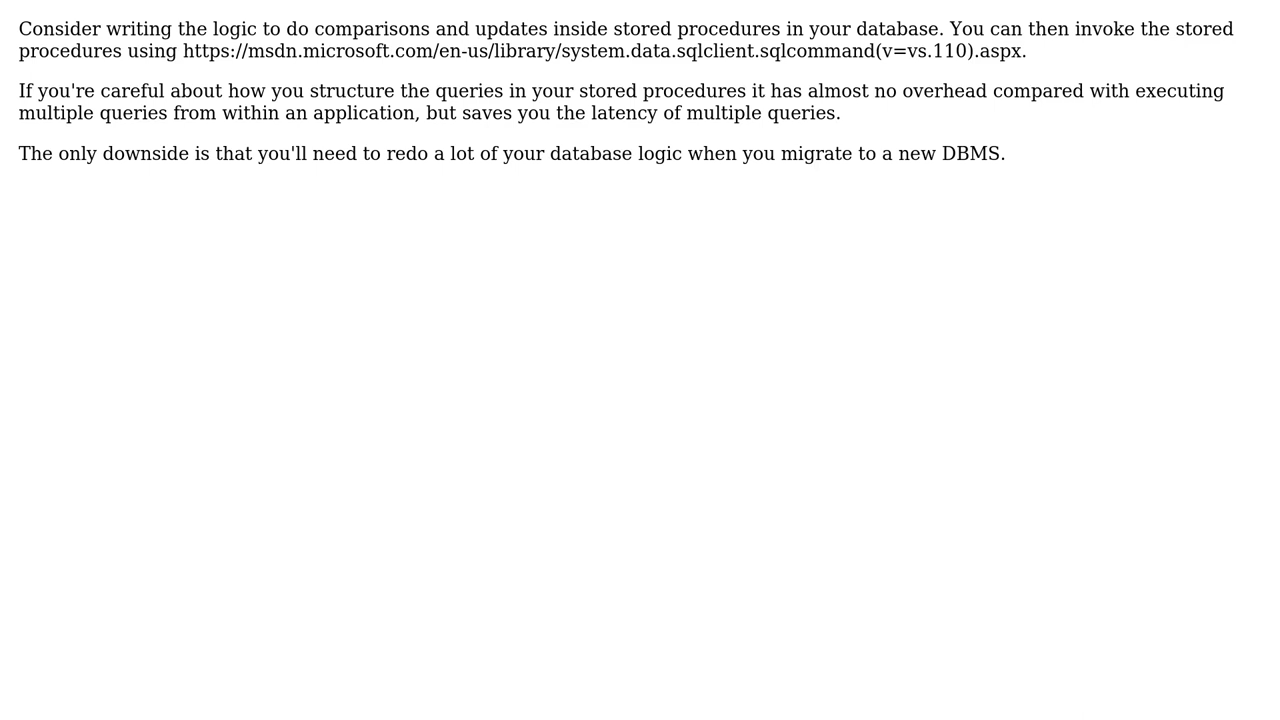 Consider writing the logic to do comparisons and updates inside stored procedures in your database. You can then invoke the stored
procedures using https://msdn.microsoft.com/en-us/library/system.data.sqlclient.sqlcommand(v=vs.110).aspx.
If you're careful about how you structure the queries in your stored procedures it has almost no overhead compared with executing
multiple queries from within an application, but saves you the latency of multiple queries.
The only downside is that you'll need to redo a lot of your database logic when you migrate to a new DBMS.